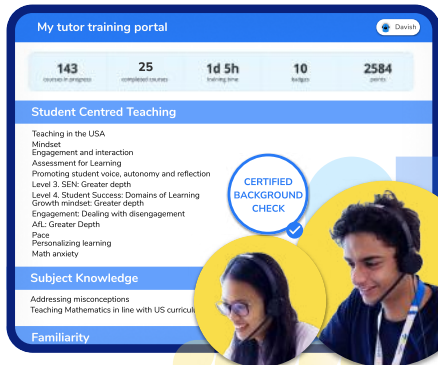 My tutor training portal
Davish
143
25
1d 5h
10
2584
courses in progress
completed courses
training time
badges
points
Student Centred Teaching
Teaching in the USA
Mindset
Engagement and interaction
Assessment for Learning
Promoting student voice, autonomy and reflection
Level 3. SEN: Greater depth
Level 4. Student Success: Domains of Learning
Growth mindset: Greater depth
Engagement: Dealing with disengagement
AfL: Greater Depth
Pace
Personalizing learning
Math anxiety
CERTIFIED
BACKGROUND
CHECK
Subject Knowledge
Addressing misconceptions
Teaching Mathematics in line with US
Familiarity